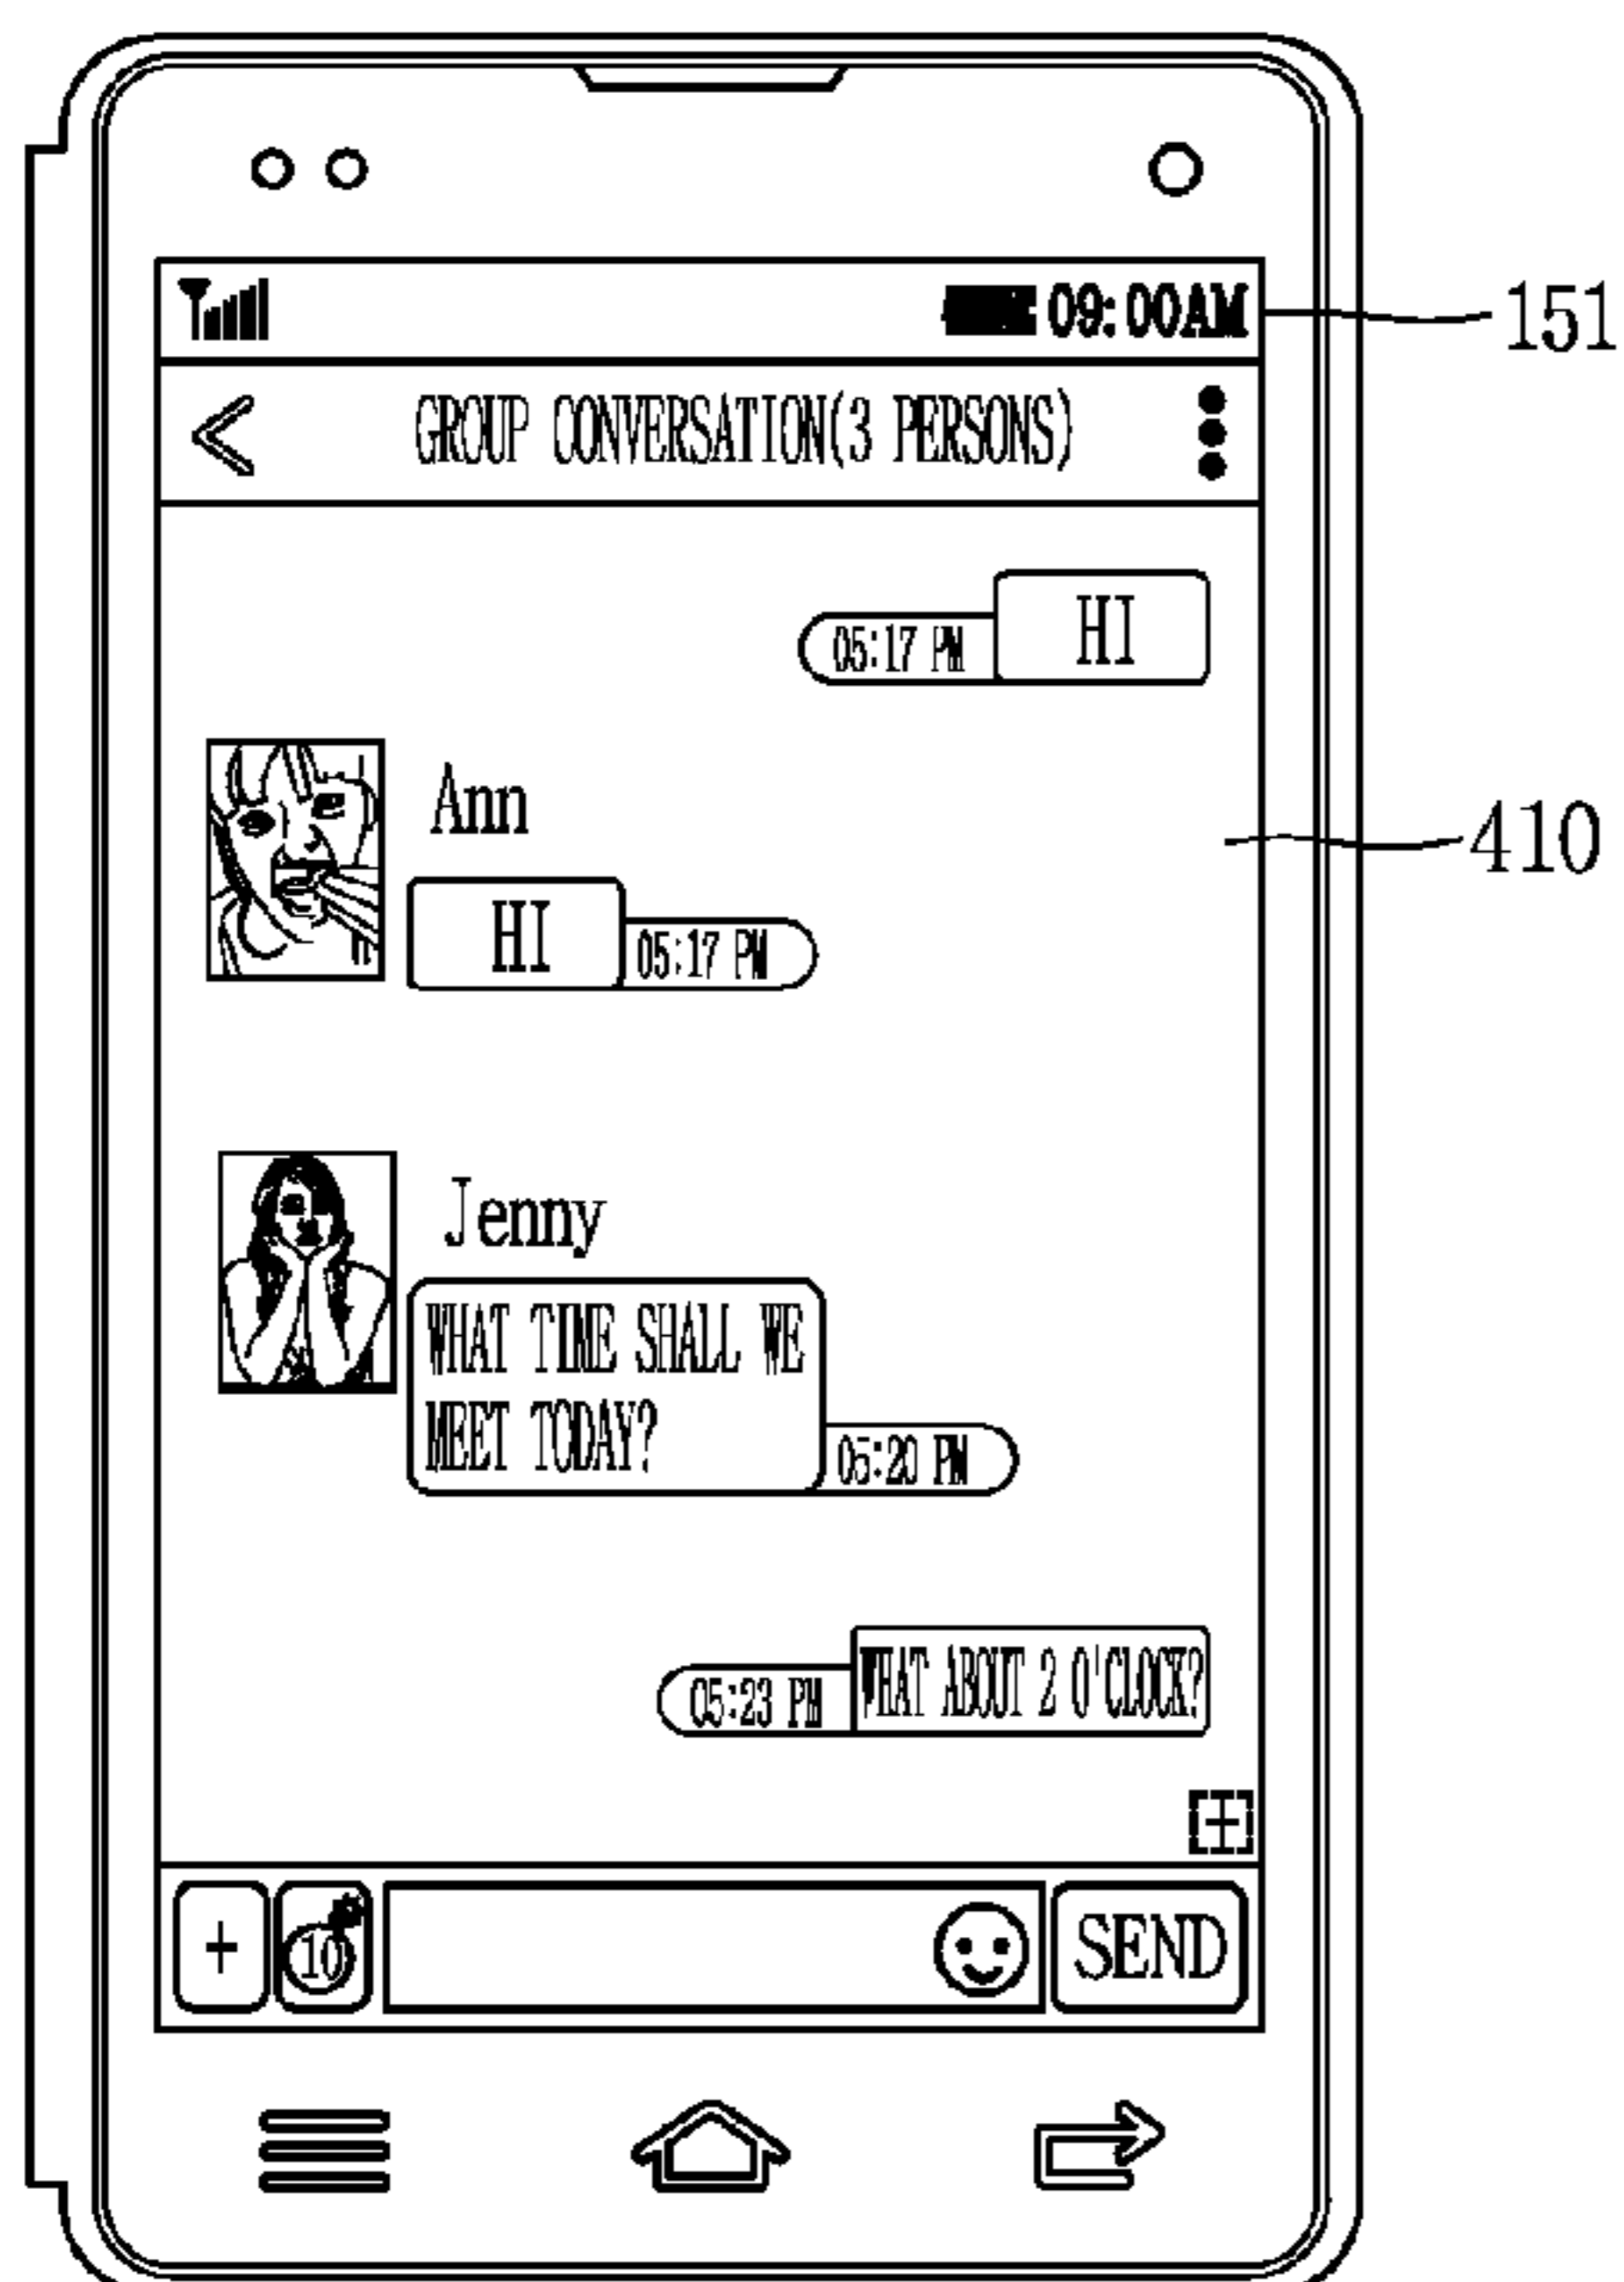 09:00AM
151
GROUP CONVERSATION(3 PERSONS)
05:17 PM
HI
Ann
410
HI
05:17 PM
Jenny
WHAT TIME SHALL WE
MEET TODAY?
05:20 PM
05:23 PM
WHAT ABOUT 2 O'CLOCK?
+
+
10
SEND